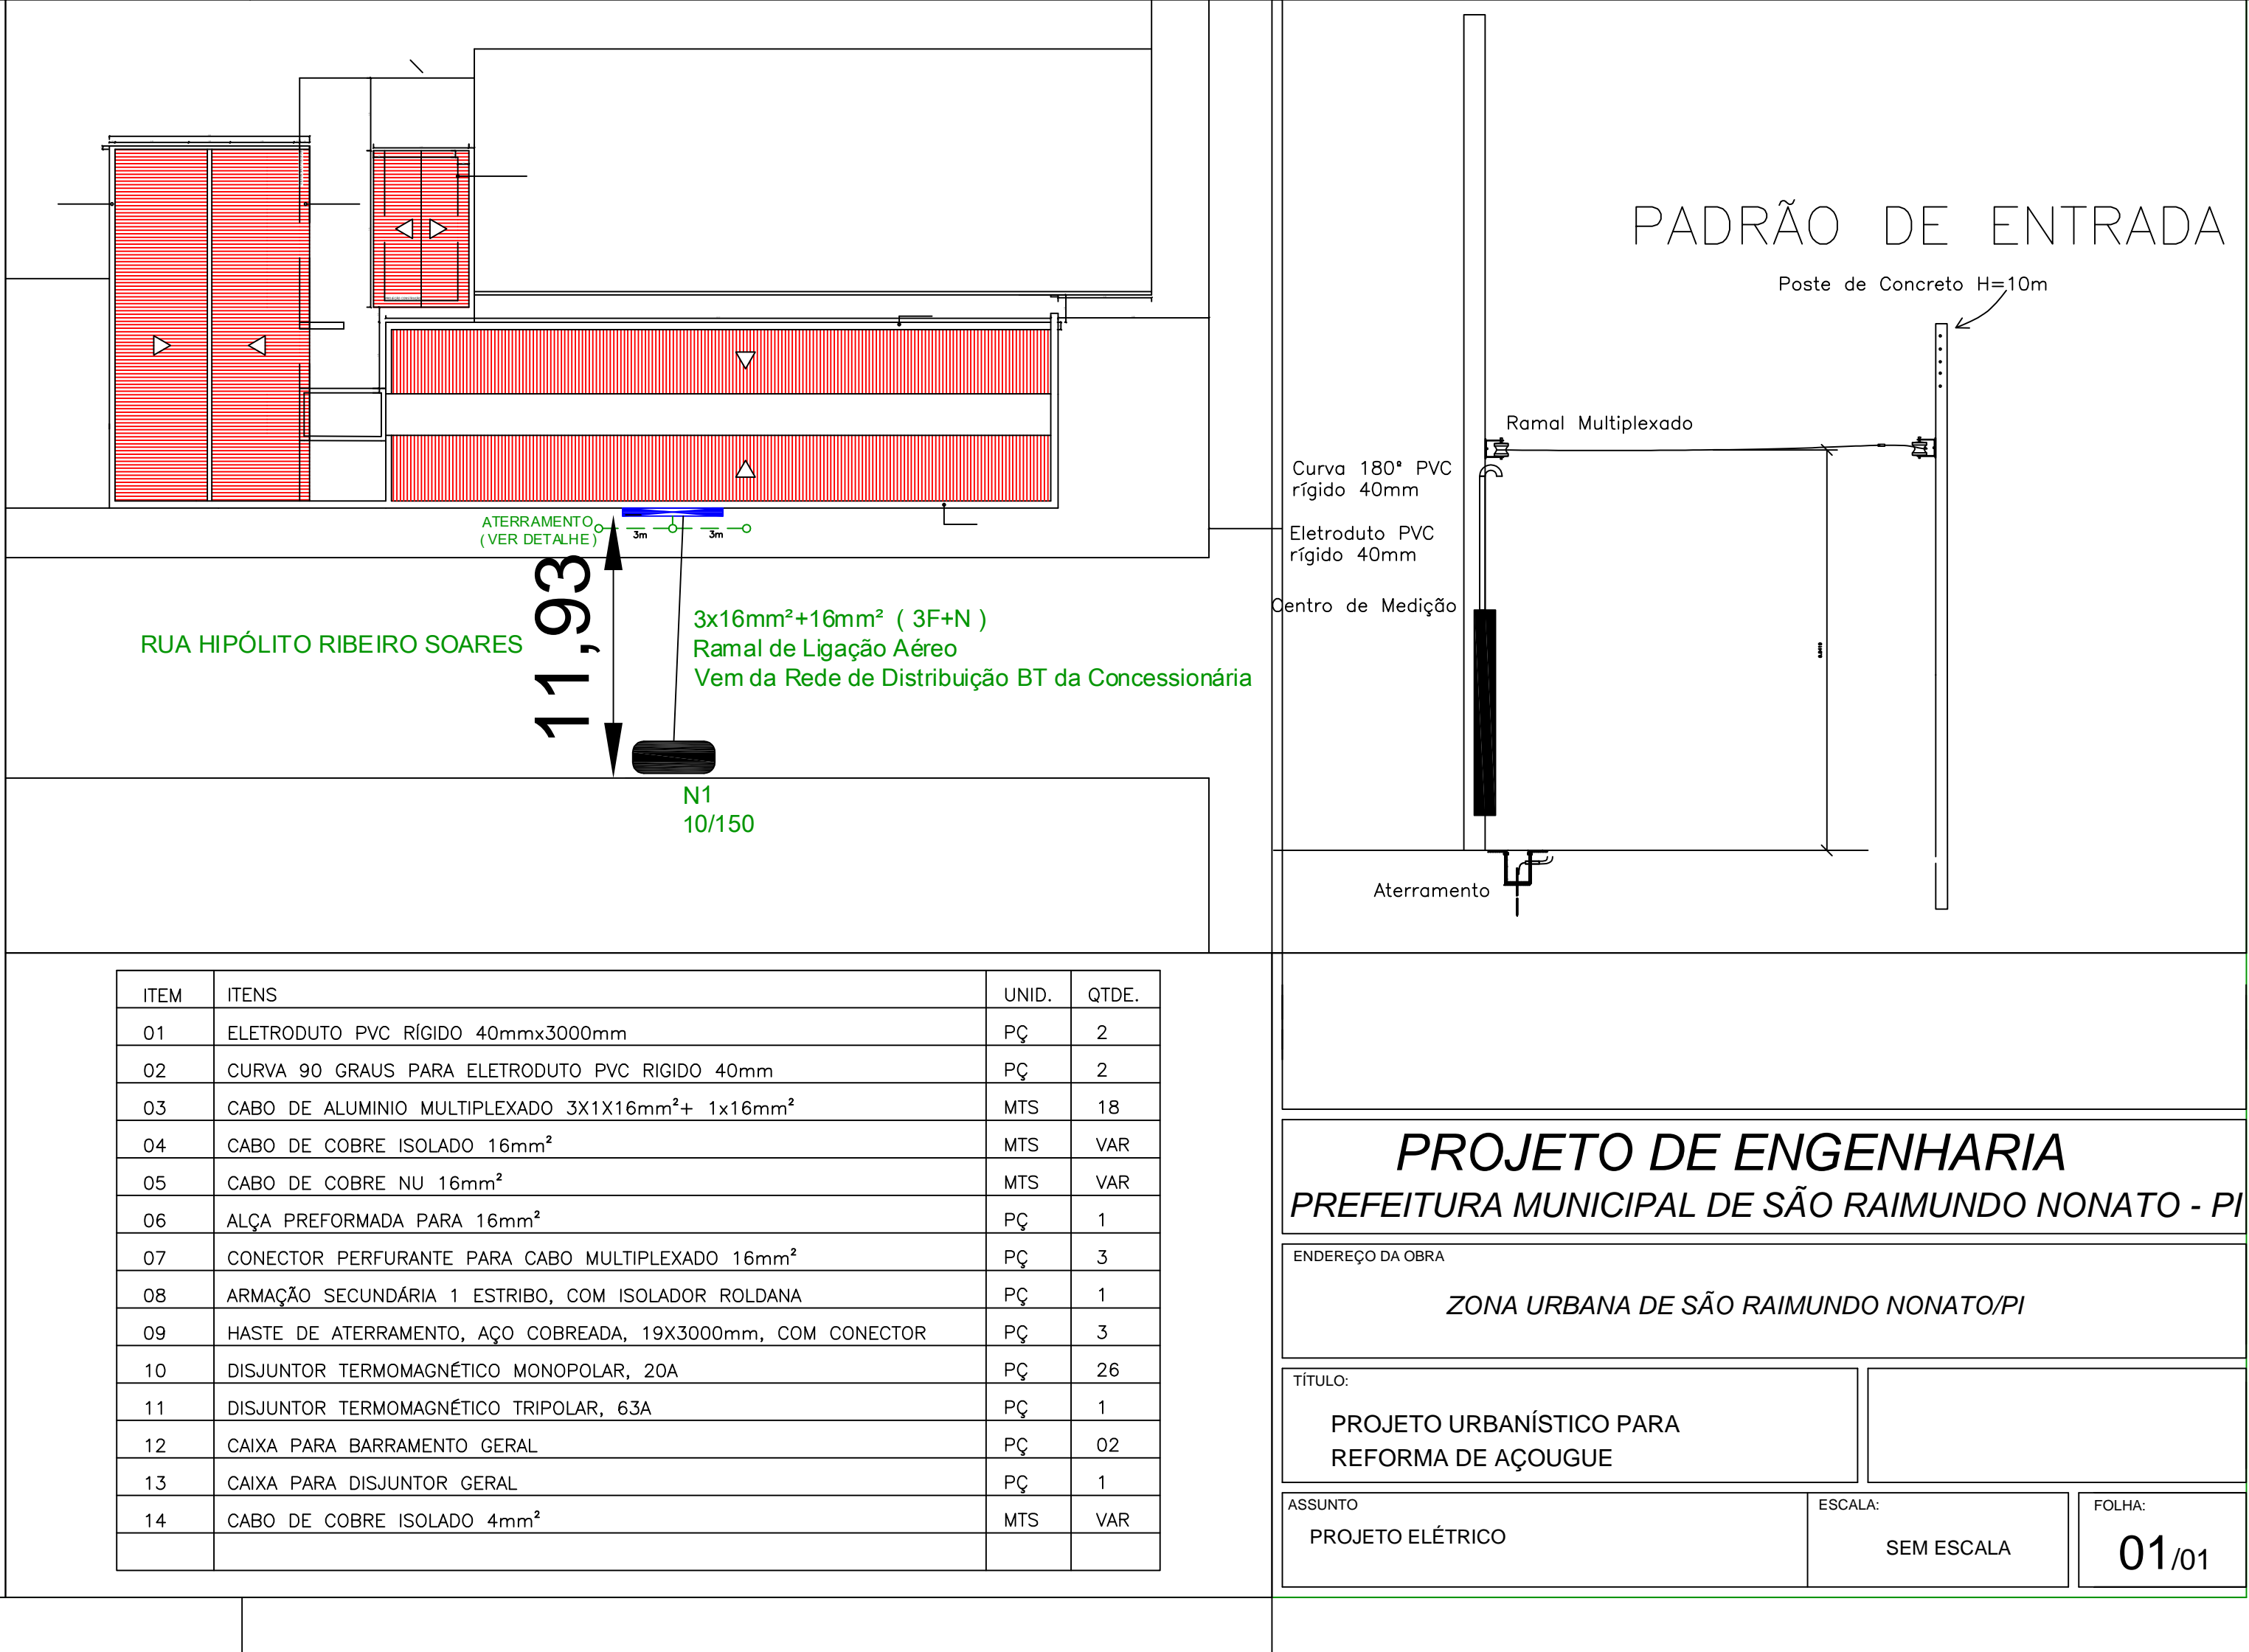 ATERRAMENTO
(VER DETALHE)
3m
3m
11,93
RUA HIPÓLITO RIBEIRO SOARES
3x16mm²+16mm² ( 3F+N )
Ramal de Ligação Aéreo
Vem da Rede de Distribuição BT da Concessionária
N1
10/150
PADRÃO DE ENTRADA
Poste de Concreto H=10m
Ramal Multiplexado
Curva 180° PVC
rígido 40mm
Eletroduto PVC
rígido 40mm
Centro de Medição
Aterramento
ITEM ITENS UNID. QTDE.
01 ELETRODUTO PVC RÍGIDO 40mmx3000mm PÇ 2
02 CURVA 90 GRAUS PARA ELETRODUTO PVC RIGIDO 40mm PÇ 2
03 CABO DE ALUMINIO MULTIPLEXADO 3X1X16mm²+ 1x16mm² MTS 18
04 CABO DE COBRE ISOLADO 16mm² MTS VAR
05 CABO DE COBRE NU 16mm² MTS VAR
06 ALÇA PREFORMADA PARA 16mm² PÇ 1
07 CONECTOR PERFURANTE PARA CABO MULTIPLEXADO 16mm² PÇ 3
08 ARMAÇÃO SECUNDÁRIA 1 ESTRIBO, COM ISOLADOR ROLDANA PÇ 1
09 HASTE DE ATERRAMENTO, AÇO COBREADA, 19X3000mm, COM CONECTOR PÇ 3
10 DISJUNTOR TERMOMAGNÉTICO MONOPOLAR, 20A PÇ 26
11 DISJUNTOR TERMOMAGNÉTICO TRIPOLAR, 63A PÇ 1
12 CAIXA PARA BARRAMENTO GERAL PÇ 02
13 CAIXA PARA DISJUNTOR GERAL PÇ 1
14 CABO DE COBRE ISOLADO 4mm² MTS VAR
PROJETO DE ENGENHARIA
PREFEITURA MUNICIPAL DE SÃO RAIMUNDO NONATO - PI
ENDEREÇO DA OBRA
ZONA URBANA DE SÃO RAIMUNDO NONATO/PI
TÍTULO:
PROJETO URBANÍSTICO PARA
REFORMA DE AÇOUGUE
ASSUNTO
PROJETO ELÉTRICO
ESCALA:
SEM ESCALA
FOLHA:
01/01